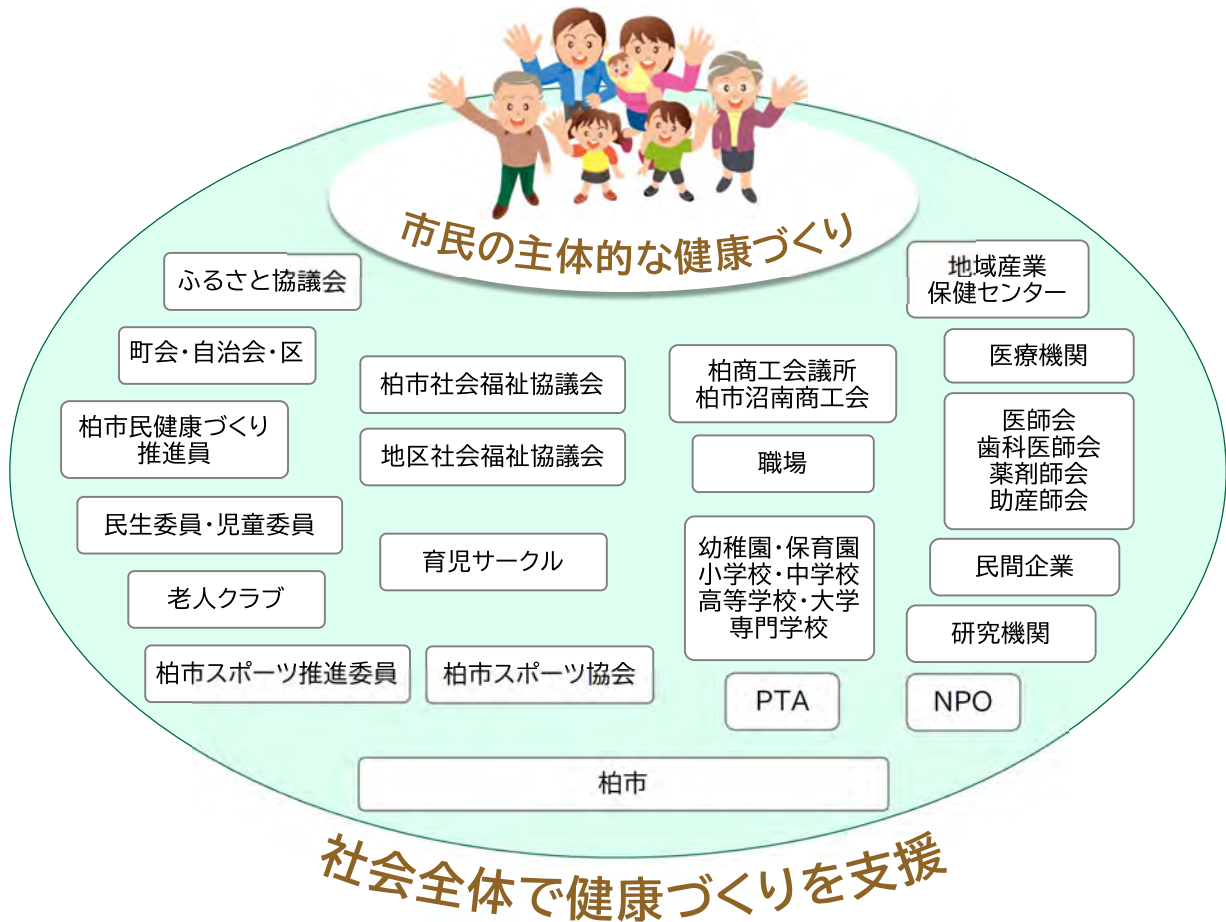 市民の主体的な健康づくり
ふるさと協議会
町会・自治会・区
柏市民健康づくり
推進員
民生委員・児童委員
老人クラブ
柏市スポーツ推進委員
柏市社会福祉協議会
地区社会福祉協議会
育児サークル
柏市スポーツ協会
柏商工会議所
柏市沼南商工会
職場
幼稚園・保育園
小学校・中学校
高等学校・大学
専門学校
PTA
地域産業
保健センター
医療機関
医師会
歯科医師会
薬剤師会
助産師会
民間企業
研究機関
NPO
柏市
社会全体で健康づくりを支援